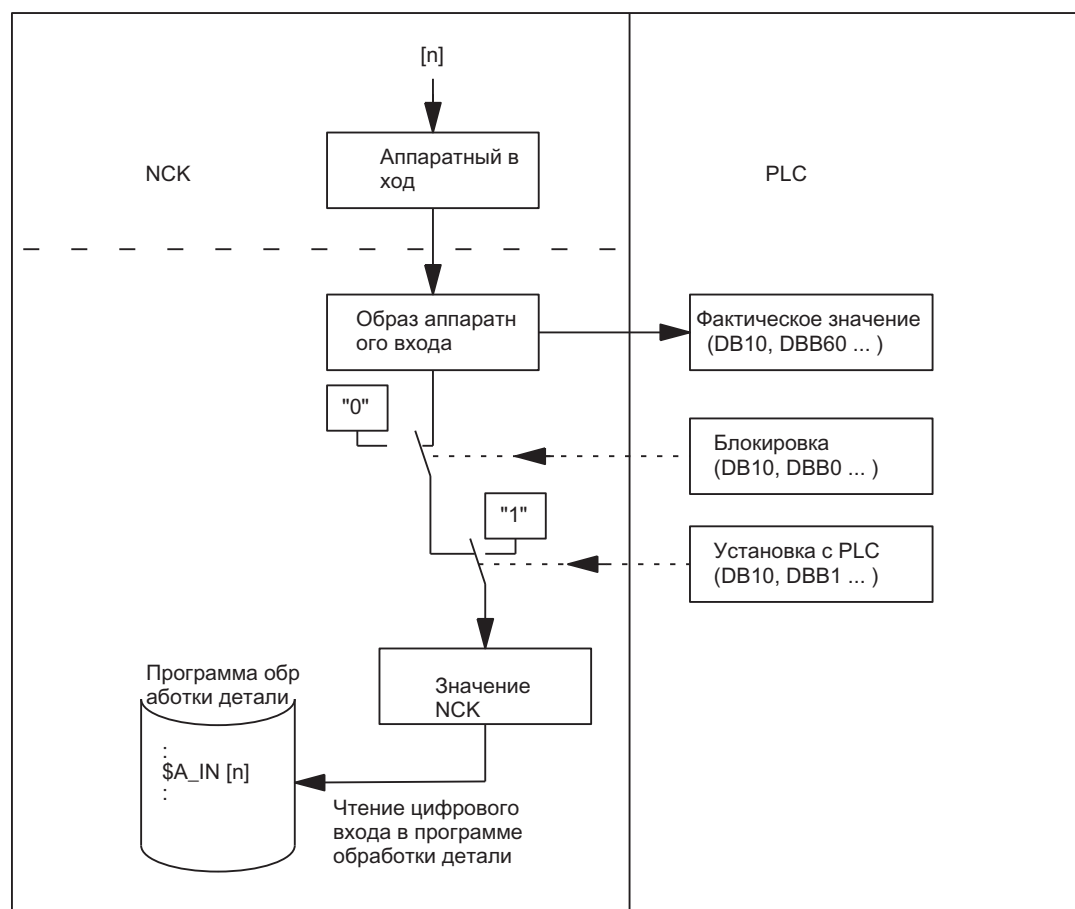 [n]
NCK
PLC
Аппаратный в
ход
Образ аппаратн
ого входа
Фактическое значение
(DB10, DBB60 ... )
"0"
Блокировка
(DB10, DBB0 ... )
"1"
Установка с PLC
(DB10, DBB1 ... )
Программа обр
аботки детали
Значение
NCK
:
$A_IN [n]
:
Чтение цифрового
входа в программе
обработки детали